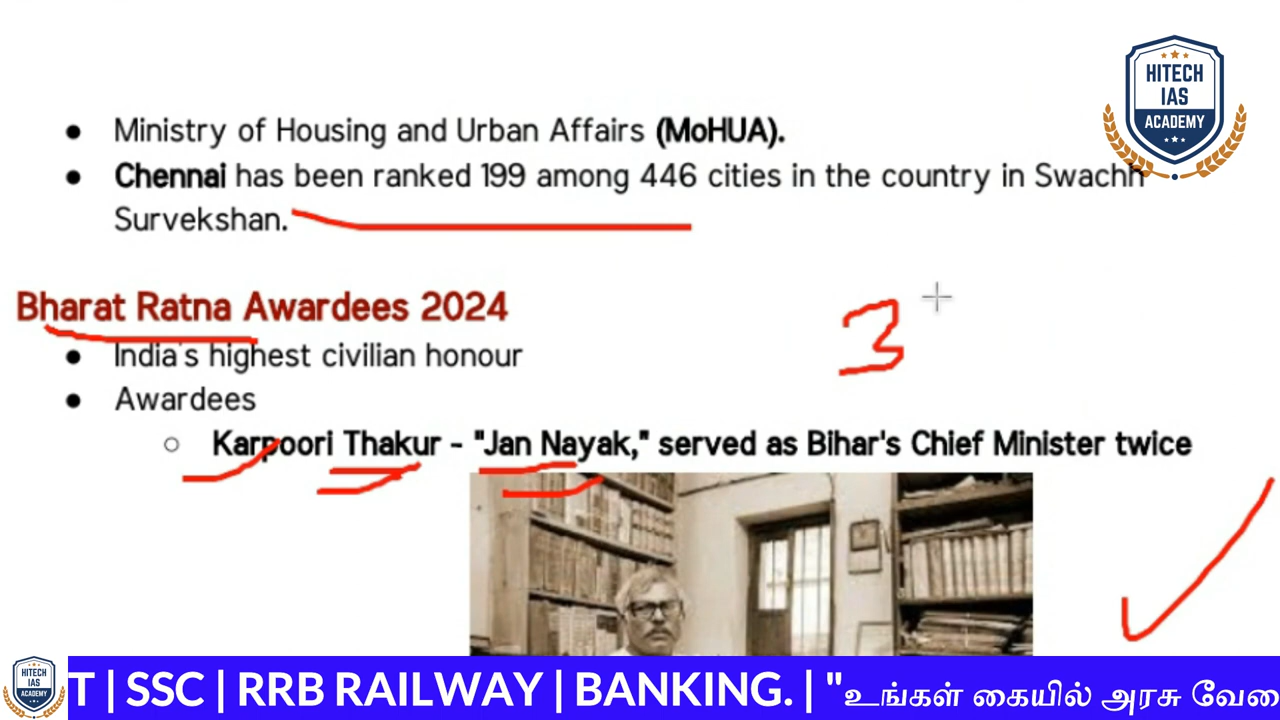 HITECH
IAS
ACADEMY
● Ministry of Housing and Urban Affairs (MoHUA).
● Chennai has been ranked 199 among 446 cities in the country in Swachh
Survekshan.
Bharat Ratna Awardees 2024
3
● India's highest civilian honour
● Awardees
○ Karpoori Thakur - "Jan Nayak," served as Bihar's Chief Minister twice
HITECH
IAS
ACADEMY
T | SSC | RRB RAILWAY | BANKING. | "உங்கள் கையில் அரசு வேலை